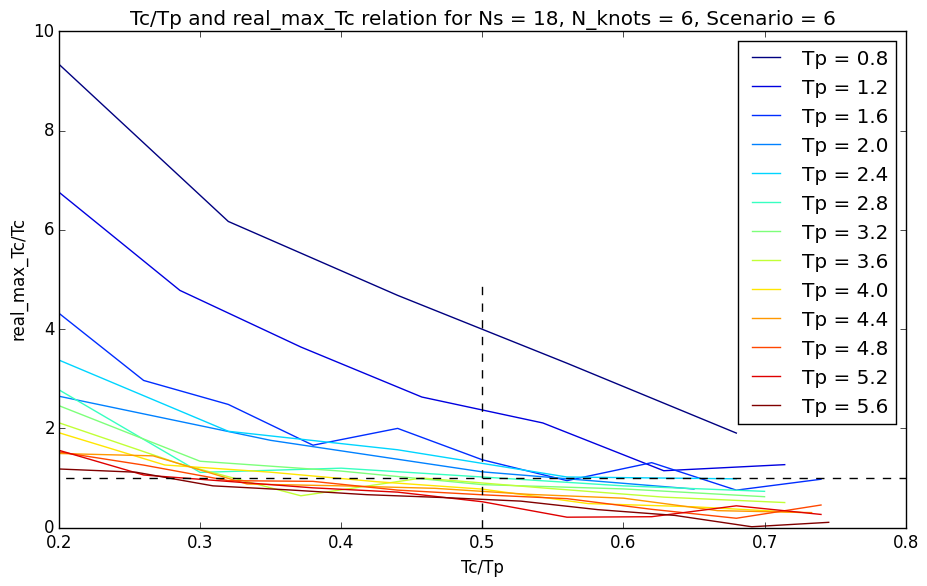 Tc/Tp and real_max_Tc relation for Ns = 18, N_knots = 6, Scenario = 6
10
8
6
4
2
0
real_max_Tc/Tc
0.2 0.3 0.4 0.5 0.6 0.7 0.8
Tc/Tp
Tp = 0.8
Tp = 1.2
Tp = 1.6
Tp = 2.0
Tp = 2.4
Tp = 2.8
Tp = 3.2
Tp = 3.6
Tp = 4.0
Tp = 4.4
Tp = 4.8
Tp = 5.2
Tp = 5.6